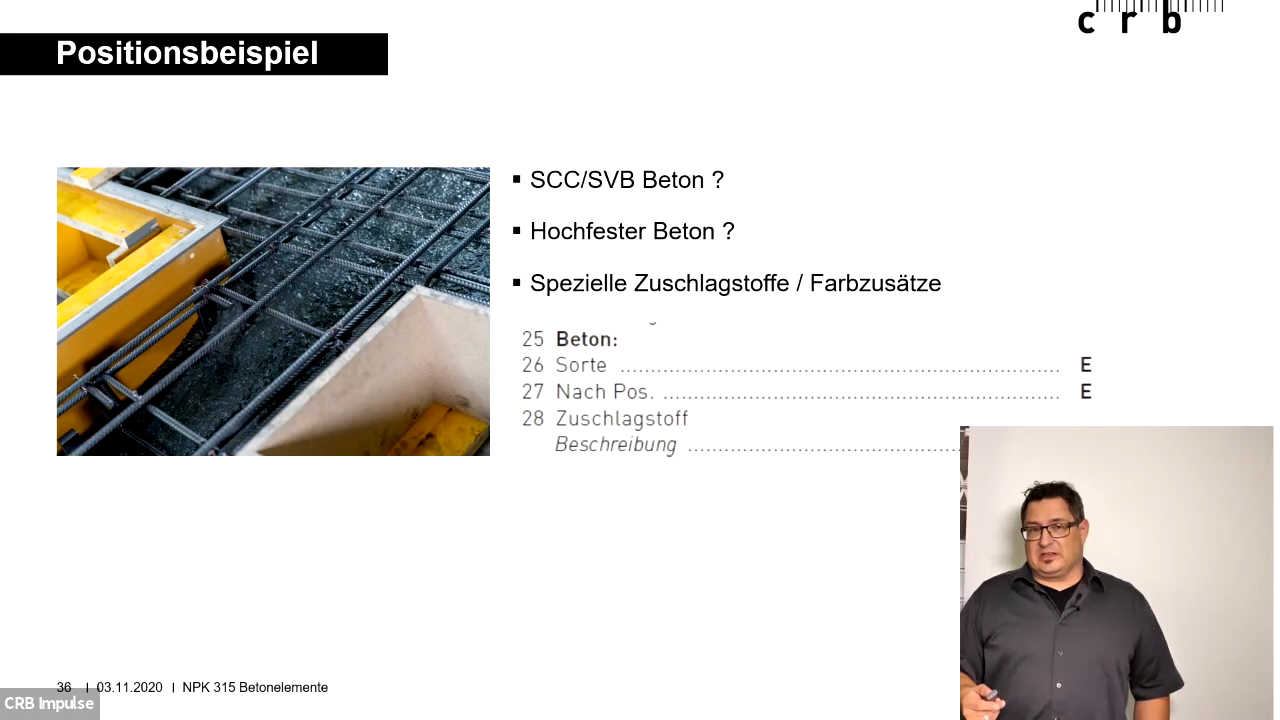 crb
Positionsbeispiel
▪ SCC/SVB Beton ?
▪ Hochfester Beton ?
▪ Spezielle Zuschlagstoffe / Farbzusätze
25 Beton:
26 Sorte ........................................................................ E
27 Nach Pos. ................................................................. E
28 Zuschlagstoff
Beschreibung .............................................
36 | 03.11.2020 | NPK 315 Betonelemente
CRB Impulse